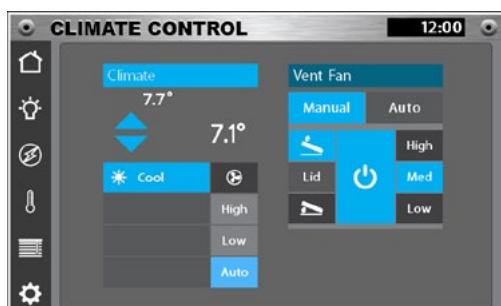 CLIMATE CONTROL 12:00
Climate
7.7°
7.1°
Cool
High
Low
Auto
Vent Fan
Manual Auto
High
Lid Med
Low